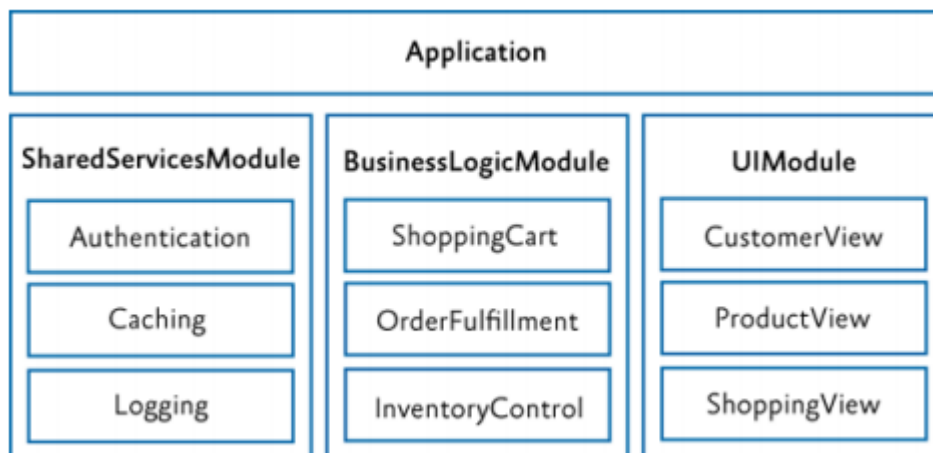 Application
SharedServicesModule
Authentication
Caching
Logging
BusinessLogicModule
ShoppingCart
OrderFulfillment
InventoryControl
UIModule
CustomerView
ProductView
ShoppingView